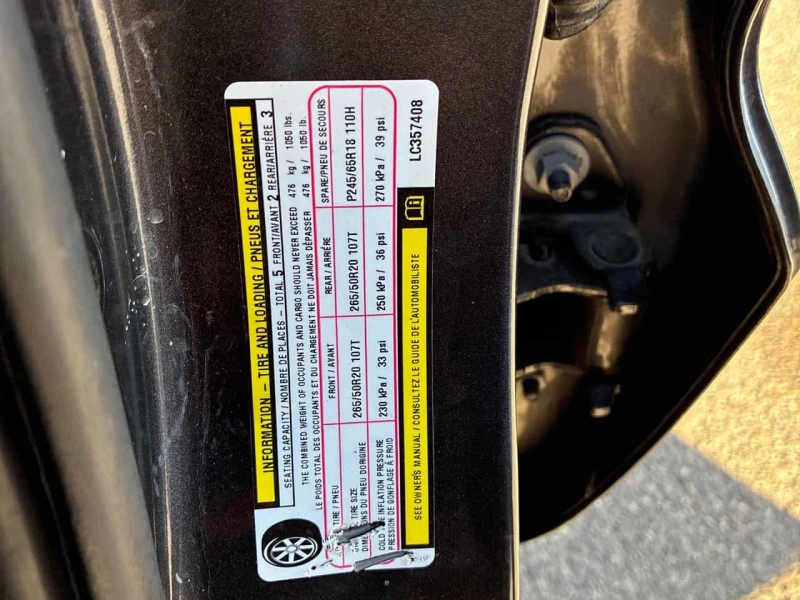 INFORMATION – TIRE AND LOADING / PNEUS ET CHARGEMENT
SEATING CAPACITY / NOMBRE DE PLACES – TOTAL 5 FRONT/AVANT 2 REAR/ARRIÈRE 3
THE COMBINED WEIGHT OF OCCUPANTS AND CARGO SHOULD NEVER EXCEED 476 kg / 1050 lbs.
LE POIDS TOTAL DES OCCUPANTS ET DU CHARGEMENT NE DOIT JAMAIS DÉPASSER 476 kg / 1050 lb.
TIRE / PNEU FRONT / AVANT REAR / ARRIÈRE SPARE/PNEU DE SECOURS
TIRE SIZE 265/50R20 107T 265/50R20 107T P245/65R18 110H
DU PNEU D'ORIGINE
COLD INFLATION PRESSURE 230 kPa / 33 psi 250 kPa / 36 psi 270 kPa / 39 psi
PRESSION DE GONFLAGE À FROID
SEE OWNERS MANUAL / CONSULTEZ LE GUIDE DE L'AUTOMOBILISTE
LC357408